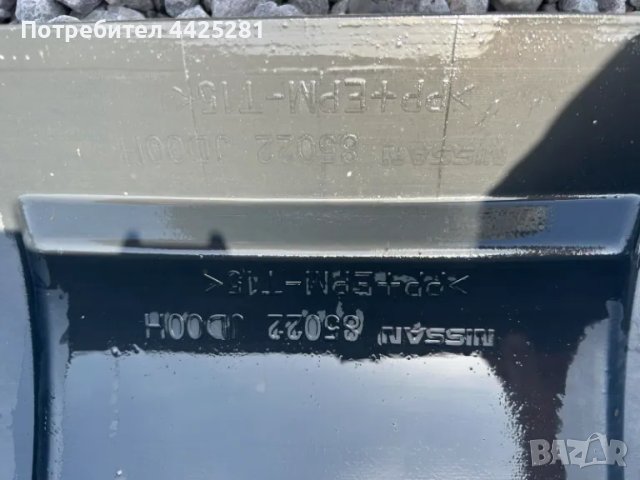 Потребител 4425281
>PP+EPM-T15<
NISSAN 85022 JD00H
>PP+EPM-T15<
NISSAN 85022 JD00H
BAZAR